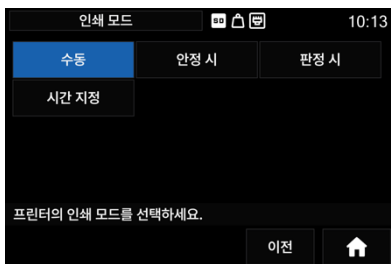 인쇄 모드 SD 10:13
수동 안정 시 판정 시
시간 지정
프린터의 인쇄 모드를 선택하세요.
이전